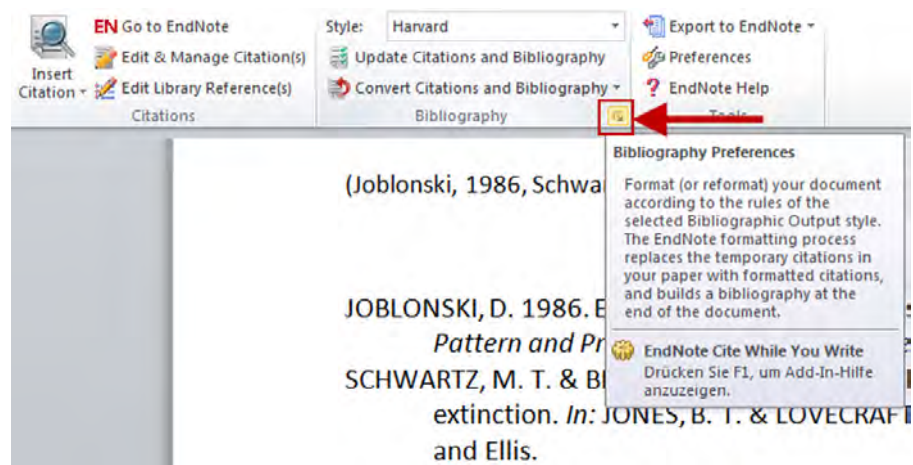 EN Go to EndNote
Edit & Manage Citation(s)
Edit Library Reference(s)
Insert
Citation
Citations
Style: Harvard
Update Citations and Bibliography
Convert Citations and Bibliography
Bibliography
Export to EndNote
Preferences
? EndNote Help
Tools
Bibliography Preferences
Format (or reformat) your document
according to the rules of the
selected Bibliographic Output style.
The EndNote formatting process
replaces the temporary citations in
your paper with formatted citations,
and builds a bibliography at the
end of the document.
EndNote Cite While You Write
Drücken Sie F1, um Add-In-Hilfe
anzuzeigen.
(Joblonski, 1986, Schwa
JOBLONSKI, D. 1986. E
Pattern and Pr
SCHWARTZ, M. T. & B
extinction. In: JONES, B. T. & LOVECRAFT
and Ellis.